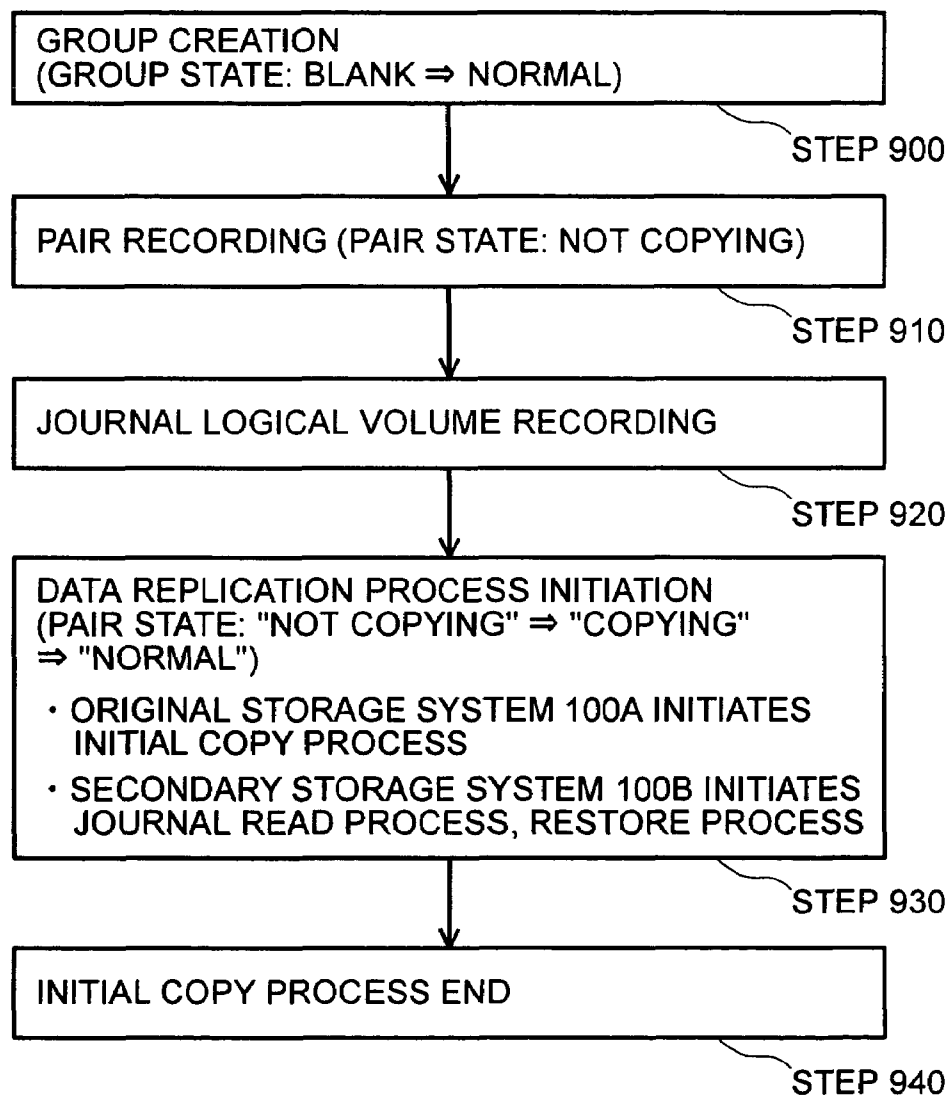 GROUP CREATION
(GROUP STATE: BLANK ⇒ NORMAL)
STEP 900
PAIR RECORDING (PAIR STATE: NOT COPYING)
STEP 910
JOURNAL LOGICAL VOLUME RECORDING
STEP 920
DATA REPLICATION PROCESS INITIATION
(PAIR STATE: "NOT COPYING" ⇒ "COPYING"
⇒ "NORMAL")
・ORIGINAL STORAGE SYSTEM 100A INITIATES
INITIAL COPY PROCESS
・SECONDARY STORAGE SYSTEM 100B INITIATES
JOURNAL READ PROCESS, RESTORE PROCESS
STEP 930
INITIAL COPY PROCESS END
STEP 940